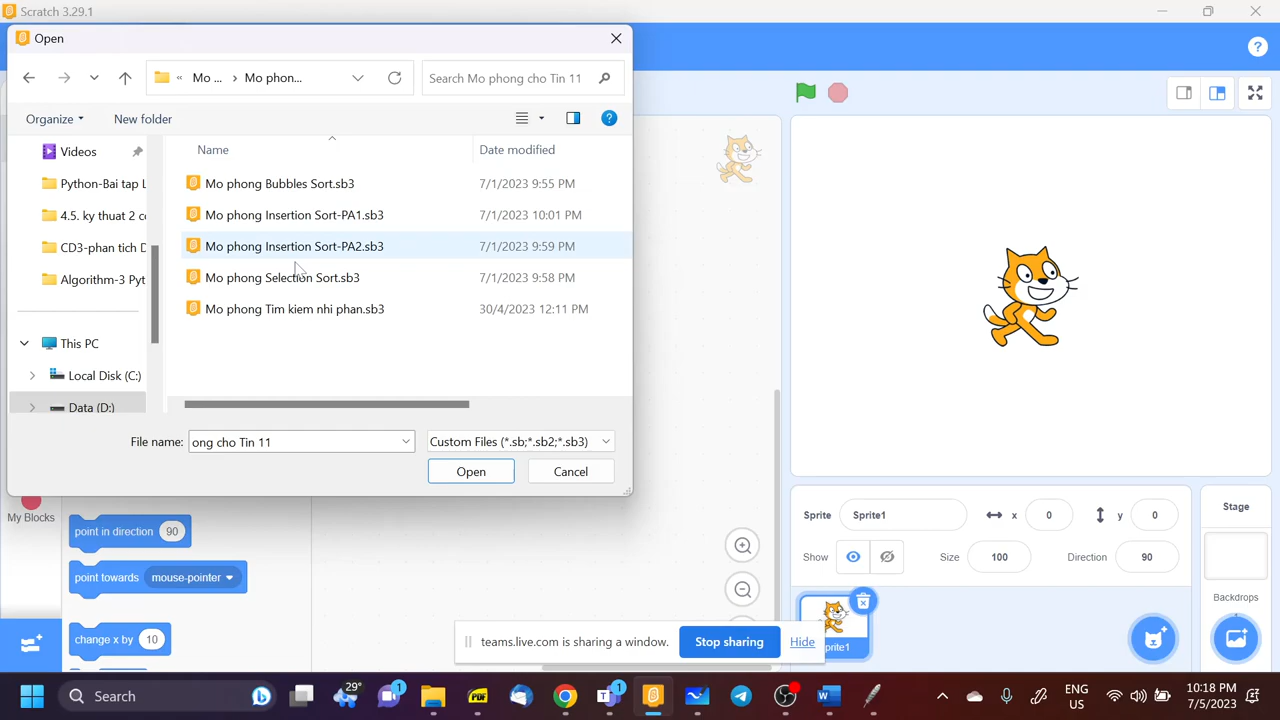 Scratch 3.29.1
Open
« Mo ... > Mo phon...
Search Mo phong cho Tin 11
Organize
New folder
Name
Date modified
Videos
Python-Bai tap L
4.5. ky thuat 2 c
CD3-phan tich D
Algorithm-3 Pyt
This PC
Local Disk (C:)
Data (D:)
Mo phong Bubbles Sort.sb3 7/1/2023 9:55 PM
Mo phong Insertion Sort-PA1.sb3 7/1/2023 10:01 PM
Mo phong Insertion Sort-PA2.sb3 7/1/2023 9:59 PM
Mo phong Selection Sort.sb3 7/1/2023 9:58 PM
Mo phong Tim kiem nhi phan.sb3 30/4/2023 12:11 PM
File name: ong cho Tin 11
Custom Files (*.sb;*.sb2;*.sb3)
Open
Cancel
My Blocks
point in direction 90
point towards mouse-pointer
change x by 10
Sprite Sprite1 x 0 y 0
Show Size 100 Direction 90
prite1
Stage
Backdrops
teams.live.com is sharing a window. Stop sharing Hide
Search
29°
1
PDF
1
ENG
US
10:18 PM
7/5/2023